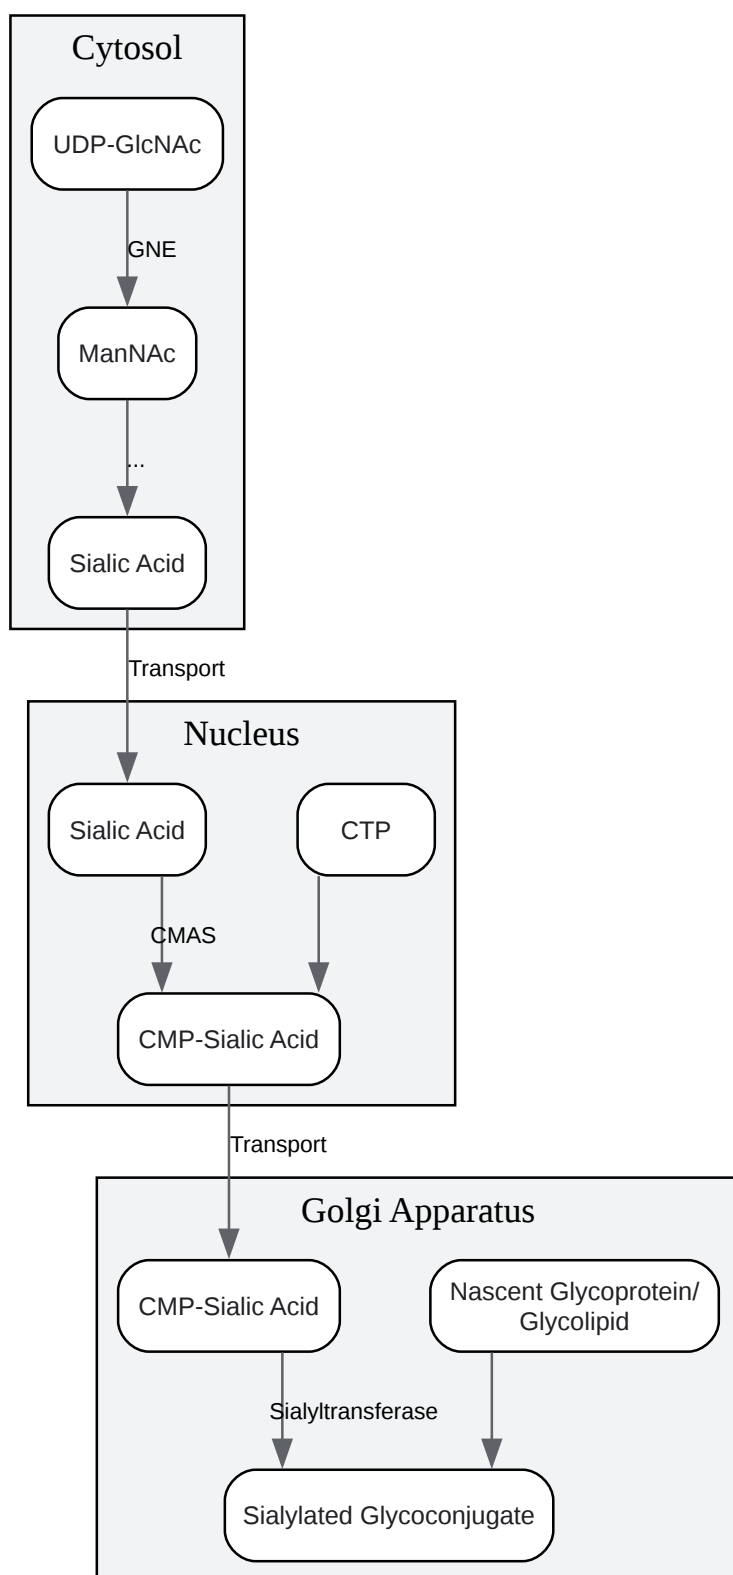 Cytosol
UDP-GlcNAc
GNE
ManNAc
...
Sialic Acid
Transport
Nucleus
Sialic Acid
CTP
CMAS
CMP-Sialic Acid
Transport
Golgi Apparatus
CMP-Sialic Acid
Nascent Glycoprotein/
Glycolipid
Sialyltransferase
Sialylated Glycoconjugate